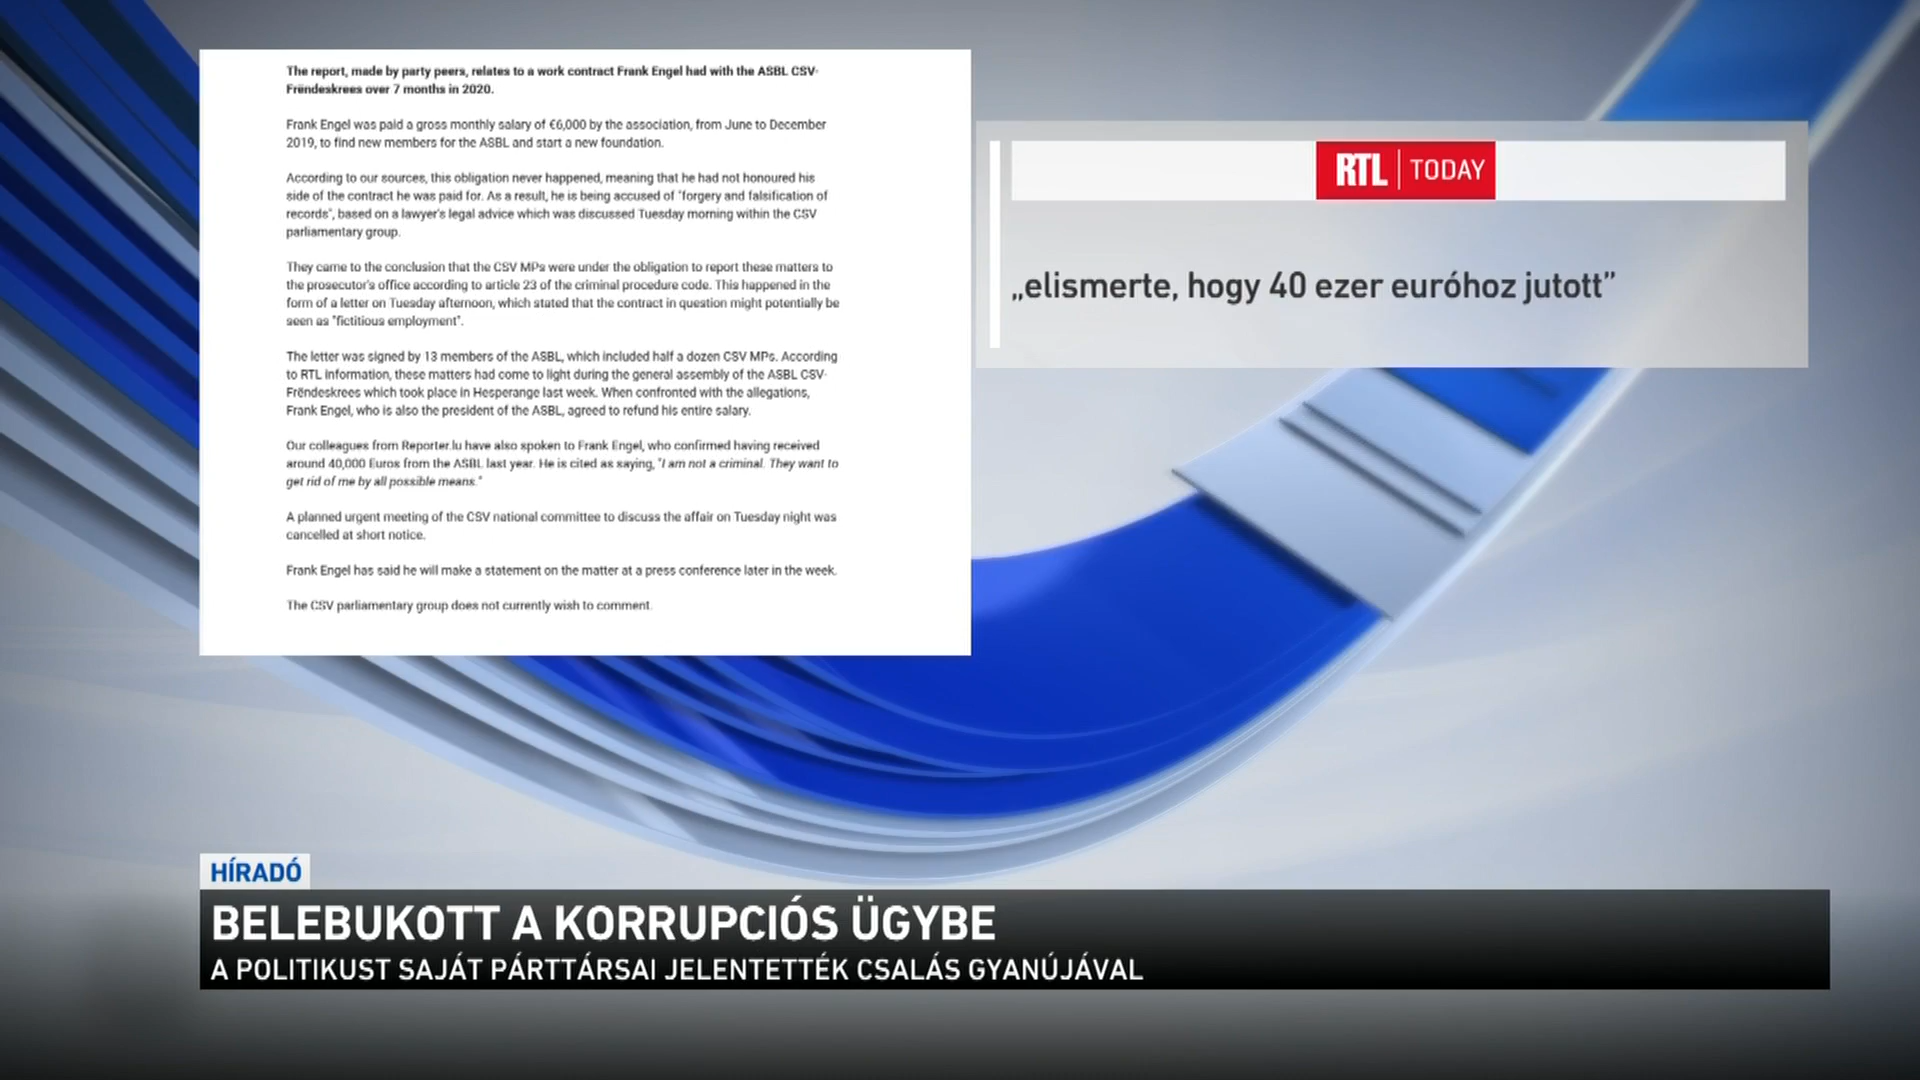 The report, made by party peers, relates to a work contract Frank Engel had with the ASBL CSV-
Frëndeskrees over 7 months in 2020.
Frank Engel was paid a gross monthly salary of €6,000 by the association, from June to December
2019, to find new members for the ASBL and start a new foundation.
According to our sources, this obligation never happened, meaning that he had not honoured his
side of the contract he was paid for. As a result, he is being accused of "forgery and falsification of
records", based on a lawyer's legal advice which was discussed Tuesday morning within the CSV
parliamentary group.
They came to the conclusion that the CSV MPs were under the obligation to report these matters to
the prosecutor's office according to article 23 of the criminal procedure code. This happened in the
form of a letter on Tuesday afternoon, which stated that the contract in question might potentially be
seen as "fictitious employment".
The letter was signed by 13 members of the ASBL, which included half a dozen CSV MPs. According
to RTL information, these matters had come to light during the general assembly of the ASBL CSV-
Frëndeskrees which took place in Hesperange last week. When confronted with the allegations,
Frank Engel, who is also the president of the ASBL, agreed to refund his entire salary.
Our colleagues from Reporter.lu have also spoken to Frank Engel, who confirmed having received
around 40,000 Euros from the ASBL last year. He is cited as saying, "I am not a criminal. They want to
get rid of me by all possible means."
A planned urgent meeting of the CSV national committee to discuss the affair on Tuesday night was
cancelled at short notice.
Frank Engel has said he will make a statement on the matter at a press conference later in the week.
The CSV parliamentary group does not currently wish to comment.
RTL TODAY
„elismerte, hogy 40 ezer euróhoz jutott”
HÍRADÓ
BELEBUKOTT A KORRUPCIÓS ÜGYBE
A POLITIKUST SAJÁT PÁRTTÁRSAI JELENTETTÉK CSALÁS GYANÚJÁVAL